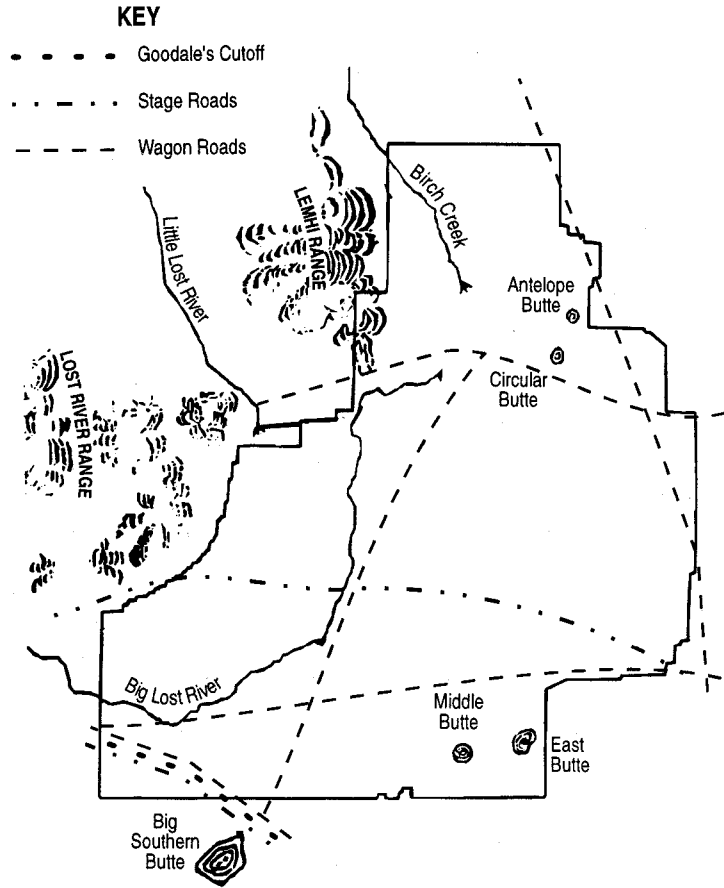 KEY
Goodale's Cutoff
Stage Roads
Wagon Roads
Birch Creek
LEMHI RANGE
Little Lost River
Antelope
Butte
Circular
Butte
LOST RIVER RANGE
Big Lost River
Middle
Butte
East
Butte
Big
Southern
Butte